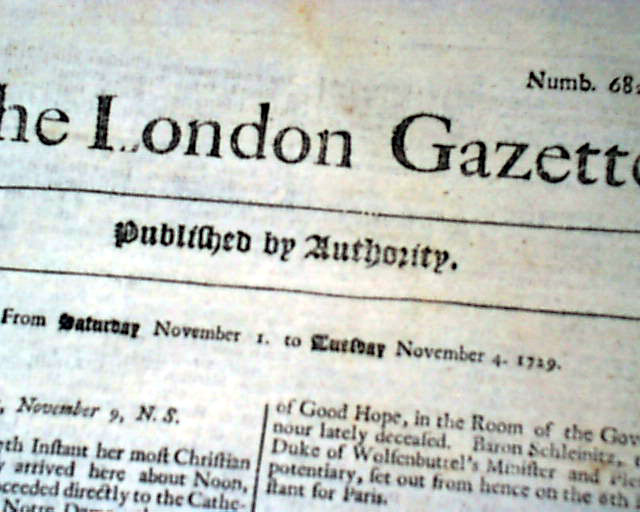 Numb. 68
he London Gazette
Published by Authority.
From Saturday November 1. to Tuesday November 4. 1729.
November 9, N. S.
th Instant her most Christian
arrived here about Noon,
ceeded directly to the Cathe-
Notre
of Good Hope, in the Room of the Gov
nour lately deceased. Baron Schleinitz,
Duke of Wolfenbuttel's Minister and Ple
potentiary, set out from hence on the 6th
stant for Paris.